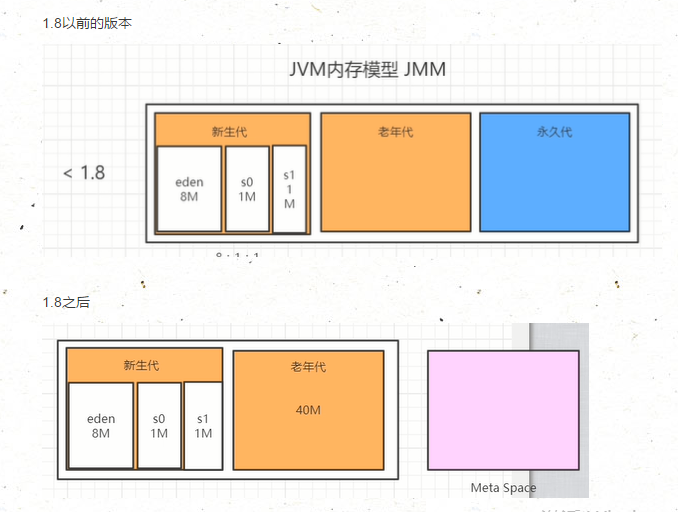 1.8以前的版本
JVM内存模型 JMM
新生代
老年代
永久代
< 1.8
eden
8M
s0
1M
s1
1
M
8 : 1 : 1
1.8之后
新生代
老年代
40M
eden
8M
s0
1M
s1
1M
Meta Space